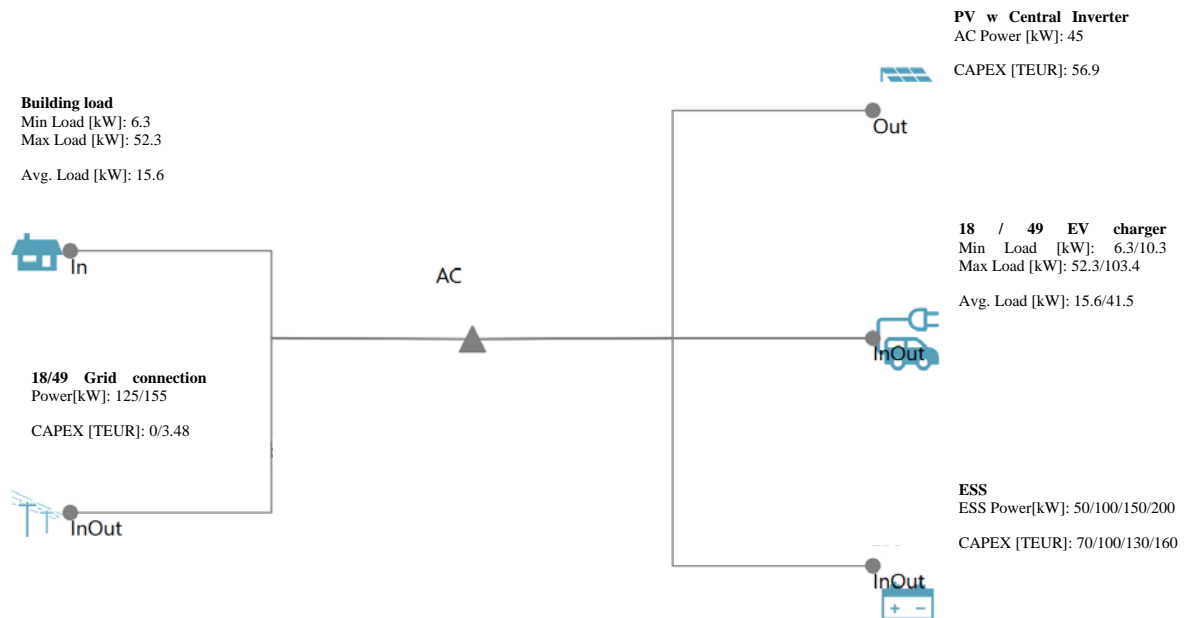 PV w Central Inverter
AC Power [kW]: 45
CAPEX [TEUR]: 56.9
Out
Building load
Min Load [kW]: 6.3
Max Load [kW]: 52.3
Avg. Load [kW]: 15.6
In
AC
18 / 49 EV charger
Min Load [kW]: 6.3/10.3
Max Load [kW]: 52.3/103.4
Avg. Load [kW]: 15.6/41.5
InOut
18/49 Grid connection
Power[kW]: 125/155
CAPEX [TEUR]: 0/3.48
InOut
ESS
ESS Power[kW]: 50/100/150/200
CAPEX [TEUR]: 70/100/130/160
InOut